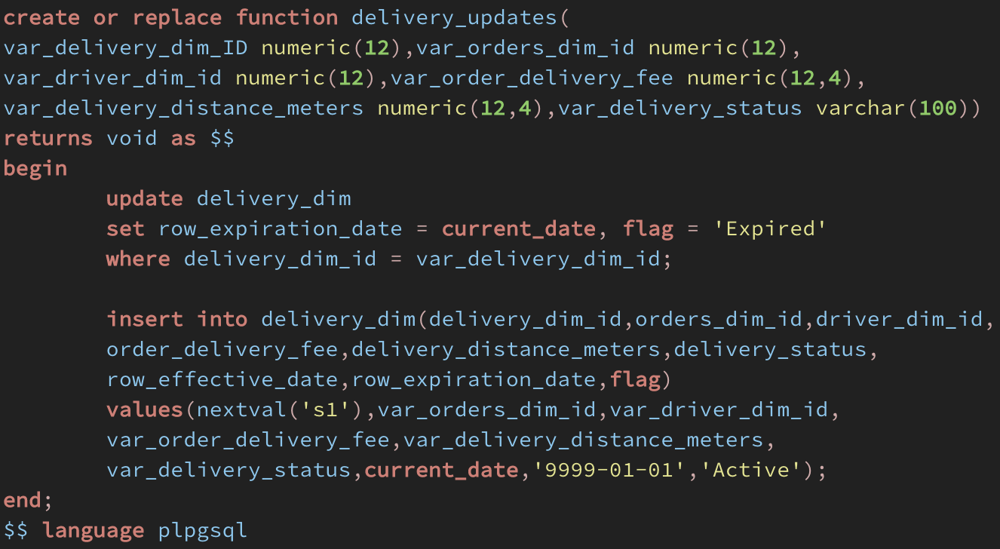 create or replace function delivery_updates(
var_delivery_dim_ID numeric(12),var_orders_dim_id numeric(12),
var_driver_dim_id numeric(12),var_order_delivery_fee numeric(12,4),
var_delivery_distance_meters numeric(12,4),var_delivery_status varchar(100))
returns void as $$
begin
        update delivery_dim
        set row_expiration_date = current_date, flag = 'Expired'
        where delivery_dim_id = var_delivery_dim_id;

        insert into delivery_dim(delivery_dim_id,orders_dim_id,driver_dim_id,
        order_delivery_fee,delivery_distance_meters,delivery_status,
        row_effective_date,row_expiration_date,flag)
        values(nextval('s1'),var_orders_dim_id,var_driver_dim_id,
        var_order_delivery_fee,var_delivery_distance_meters,
        var_delivery_status,current_date,'9999-01-01','Active');
end;
$$ language plpgsql